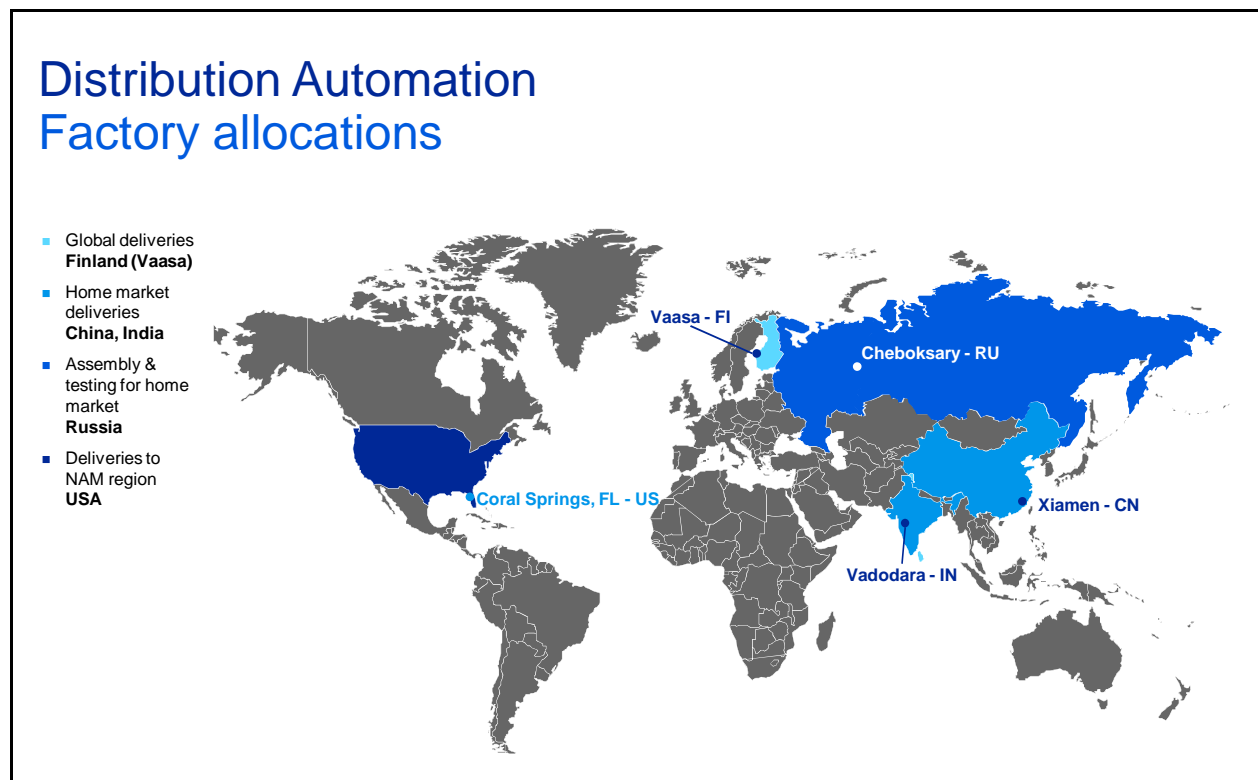 Distribution Automation
Factory allocations
Global deliveries
Finland (Vaasa)
Home market
deliveries
China, India
Assembly &
testing for home
market
Russia
Deliveries to
NAM region
USA
Vaasa - FI
Cheboksary - RU
Coral Springs, FL - US
Xiamen - CN
Vadodara - IN